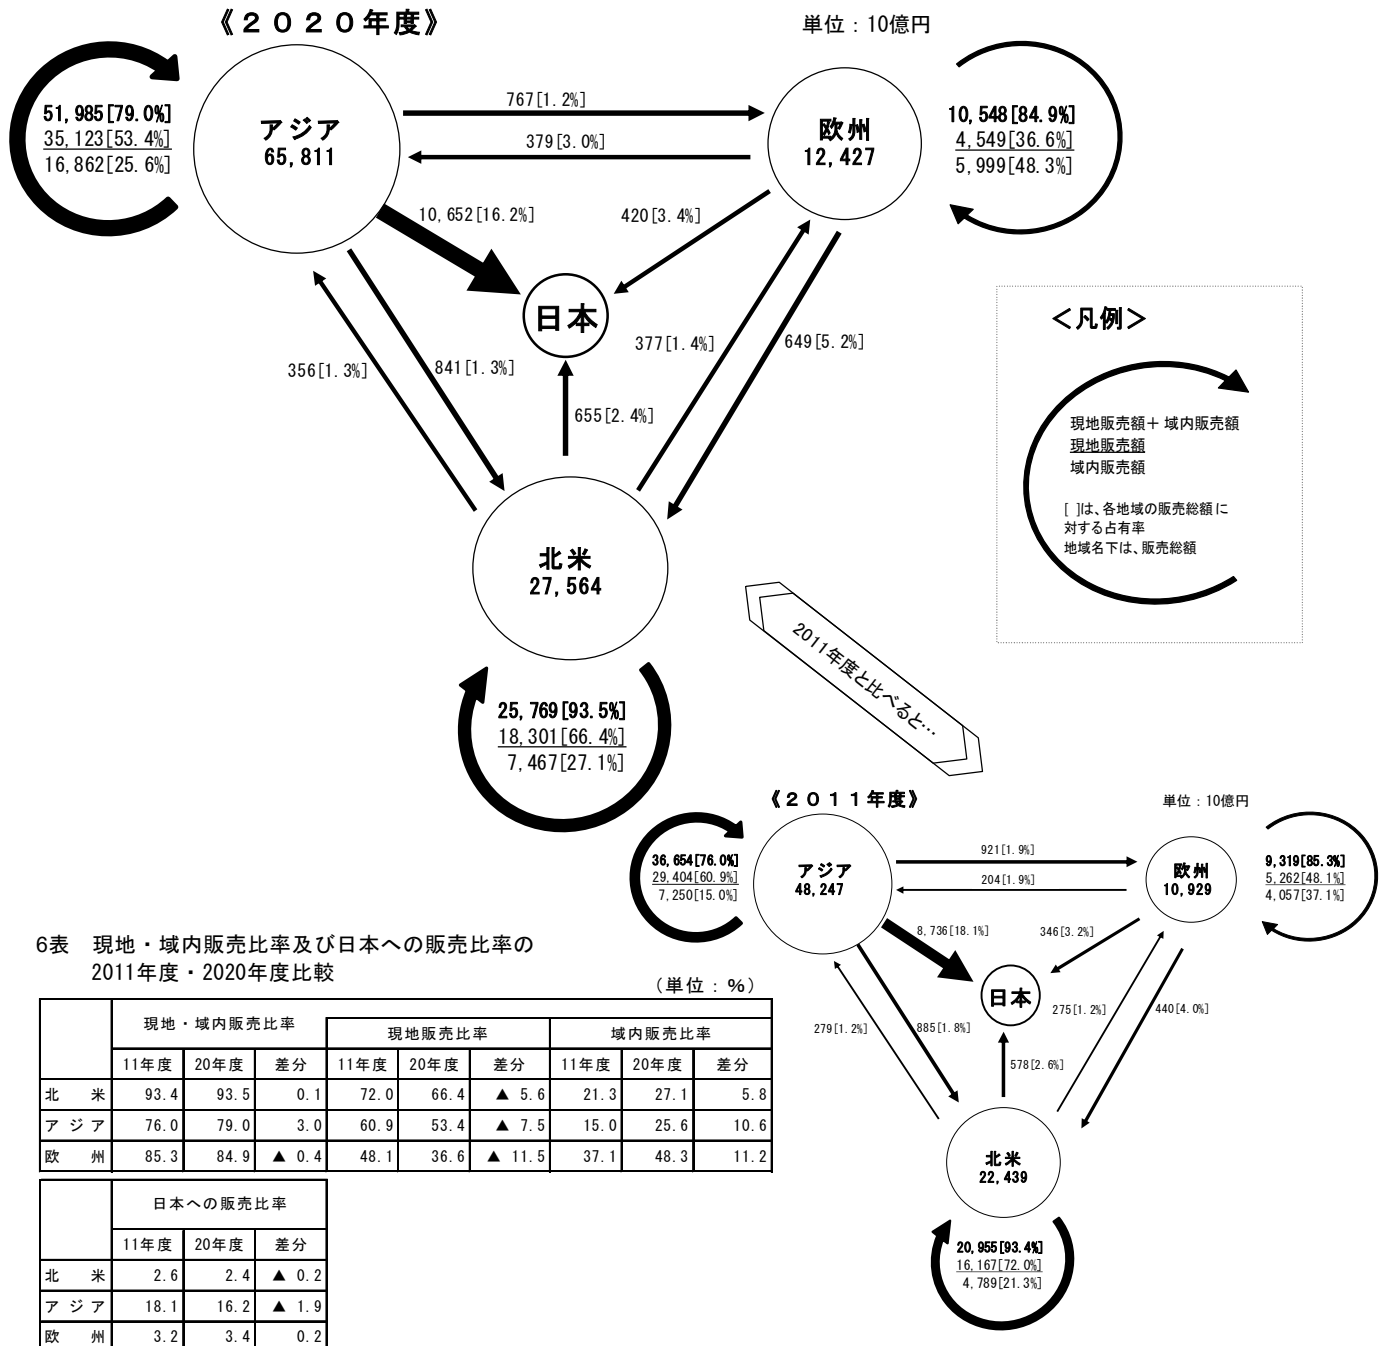 《２０２０年度》
単位：10億円
51,985[79.0%]
35,123[53.4%]
16,862[25.6%]
アジア
65,811
767[1.2%]
379[3.0%]
欧州
12,427
10,548[84.9%]
4,549[36.6%]
5,999[48.3%]
10,652[16.2%]
420[3.4%]
日本
356[1.3%]
841[1.3%]
655[2.4%]
377[1.4%]
649[5.2%]
北米
27,564
25,769[93.5%]
18,301[66.4%]
7,467[27.1%]
＜凡例＞
現地販売額＋域内販売額
現地販売額
域内販売額
[ ]は、各地域の販売総額に
対する占有率
地域名下は、販売総額
2011年度と比べると…
《２０１１年度》
単位：10億円
36,654[76.0%]
29,404[60.9%]
7,250[15.0%]
アジア
48,247
921[1.9%]
204[1.9%]
欧州
10,929
9,319[85.3%]
5,262[48.1%]
4,057[37.1%]
8,736[18.1%]
346[3.2%]
日本
279[1.2%]
885[1.8%]
578[2.6%]
275[1.2%]
440[4.0%]
北米
22,439
20,955[93.4%]
16,167[72.0%]
4,789[21.3%]
6表　現地・域内販売比率及び日本への販売比率の
2011年度・2020年度比較
（単位：%）
現地・域内販売比率
現地販売比率 域内販売比率
11年度 20年度 差分 11年度 20年度 差分 11年度 20年度 差分
北　米 93.4 93.5 0.1 72.0 66.4 ▲ 5.6 21.3 27.1 5.8
アジア 76.0 79.0 3.0 60.9 53.4 ▲ 7.5 15.0 25.6 10.6
欧　州 85.3 84.9 ▲ 0.4 48.1 36.6 ▲ 11.5 37.1 48.3 11.2
日本への販売比率
11年度 20年度 差分
北　米 2.6 2.4 ▲ 0.2
アジア 18.1 16.2 ▲ 1.9
欧　州 3.2 3.4 0.2